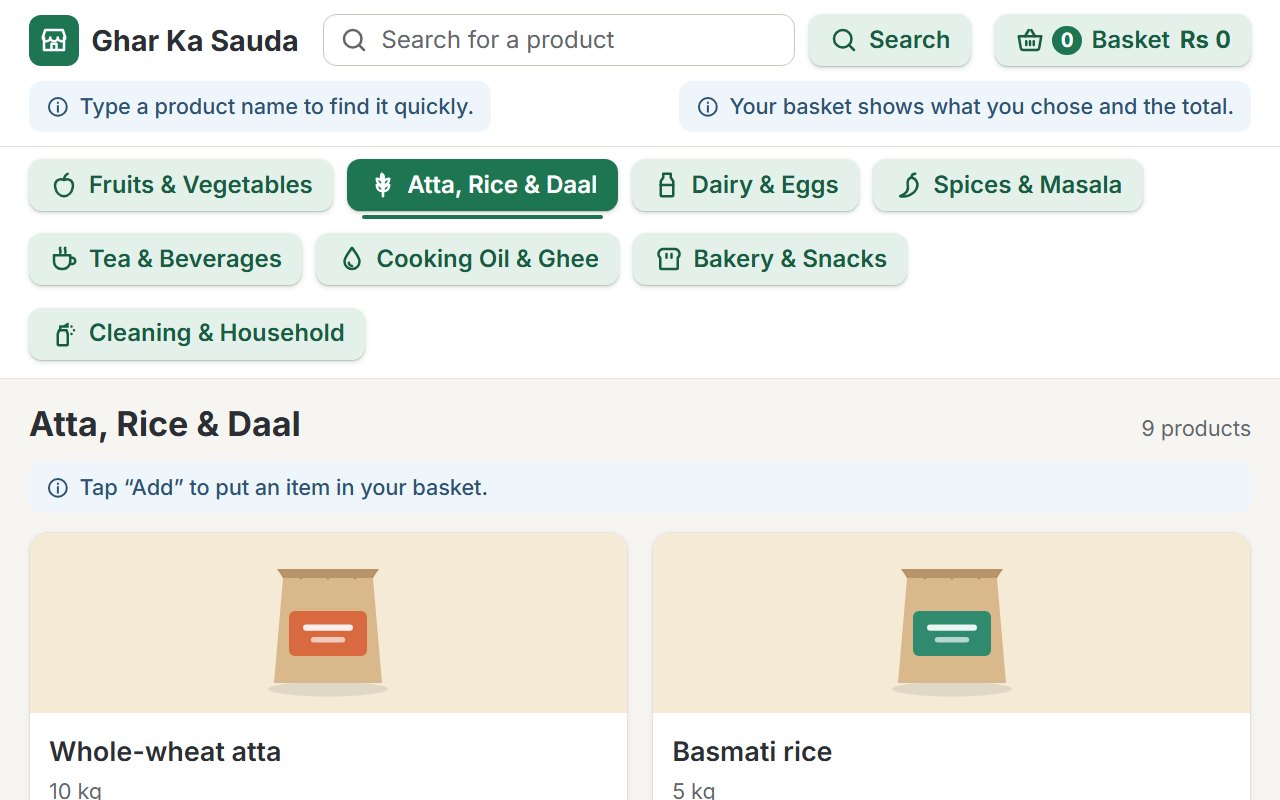 Ghar Ka Sauda
Search for a product
Search
0 Basket Rs 0
Type a product name to find it quickly.
Your basket shows what you chose and the total.
Fruits & Vegetables
Atta, Rice & Daal
Dairy & Eggs
Spices & Masala
Tea & Beverages
Cooking Oil & Ghee
Bakery & Snacks
Cleaning & Household
Atta, Rice & Daal
9 products
Tap “Add” to put an item in your basket.
Whole-wheat atta
Basmati rice
10 kg
5 kg